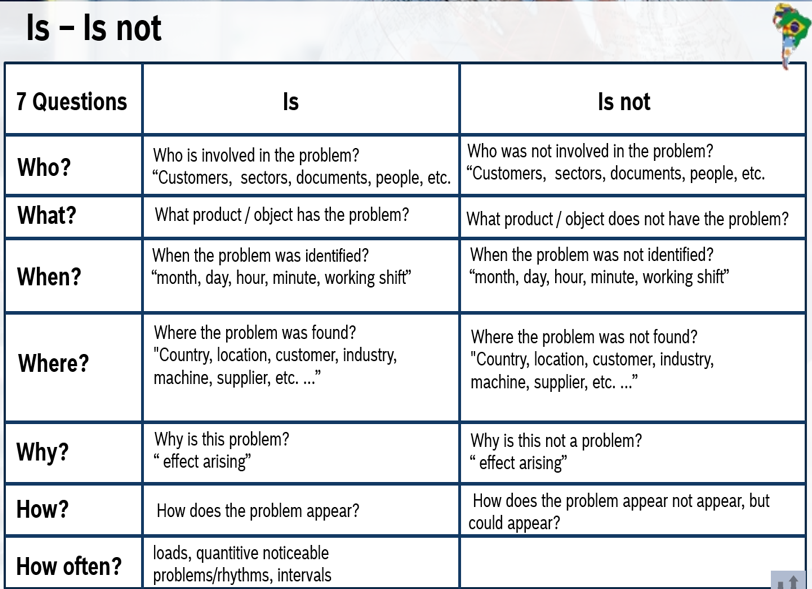 Is – Is not
7 Questions
Is
Is not
Who?
Who is involved in the problem?
“Customers,  sectors, documents, people, etc.
Who was not involved in the problem?
“Customers,  sectors, documents, people, etc.
What?
What product / object has the problem?
What product / object does not have the problem?
When?
When the problem was identified?
“month, day, hour, minute, working shift”
When the problem was not identified?
“month, day, hour, minute, working shift”
Where?
Where the problem was found?
"Country, location, customer, industry,
machine, supplier, etc. ...”
Where the problem was not found?
"Country, location, customer, industry,
machine, supplier, etc. ...”
Why?
Why is this problem?
“ effect arising”
Why is this not a problem?
“ effect arising”
How?
How does the problem appear?
How does the problem appear not appear, but
could appear?
How often?
loads, quantitive noticeable
problems/rhythms, intervals